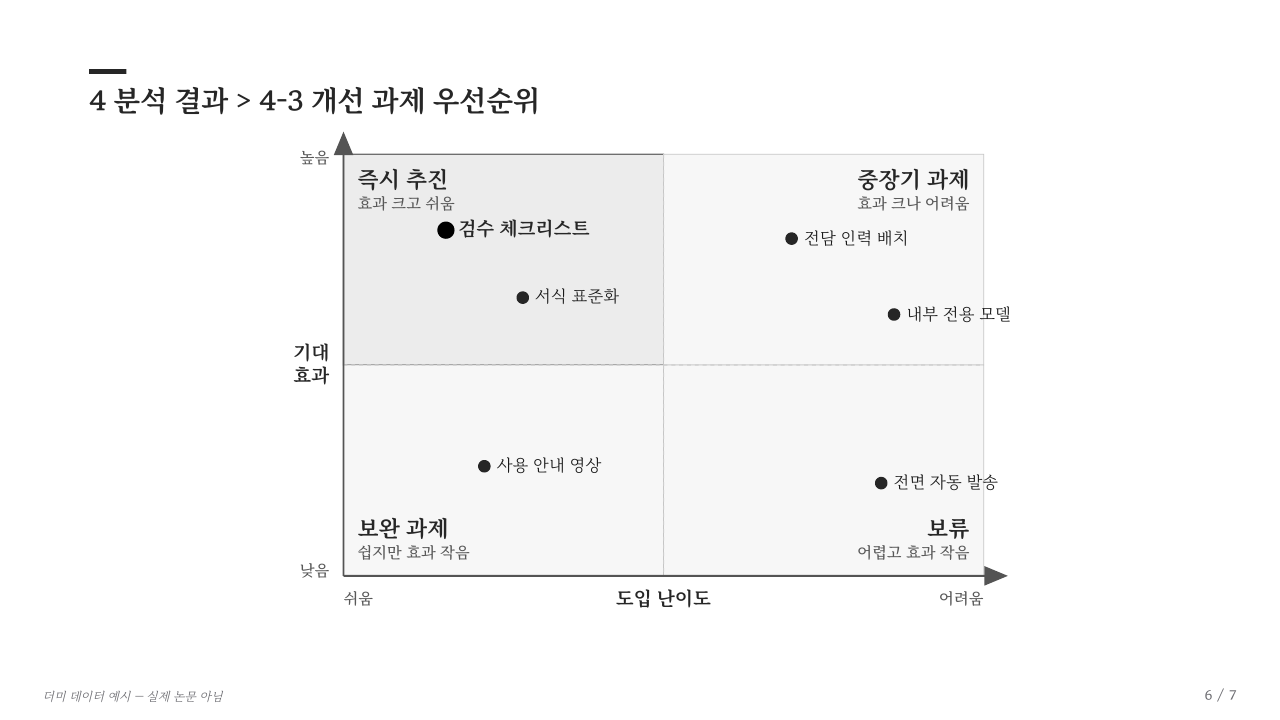 4 분석 결과 > 4-3 개선 과제 우선순위
높음
즉시 추진
효과 크고 쉬움
중장기 과제
효과 크나 어려움
검수 체크리스트
전담 인력 배치
서식 표준화
내부 전용 모델
기대
효과
사용 안내 영상
전면 자동 발송
보완 과제
쉽지만 효과 작음
보류
어렵고 효과 작음
낮음
쉬움
도입 난이도
어려움
더미 데이터 예시 – 실제 논문 아님
6 / 7